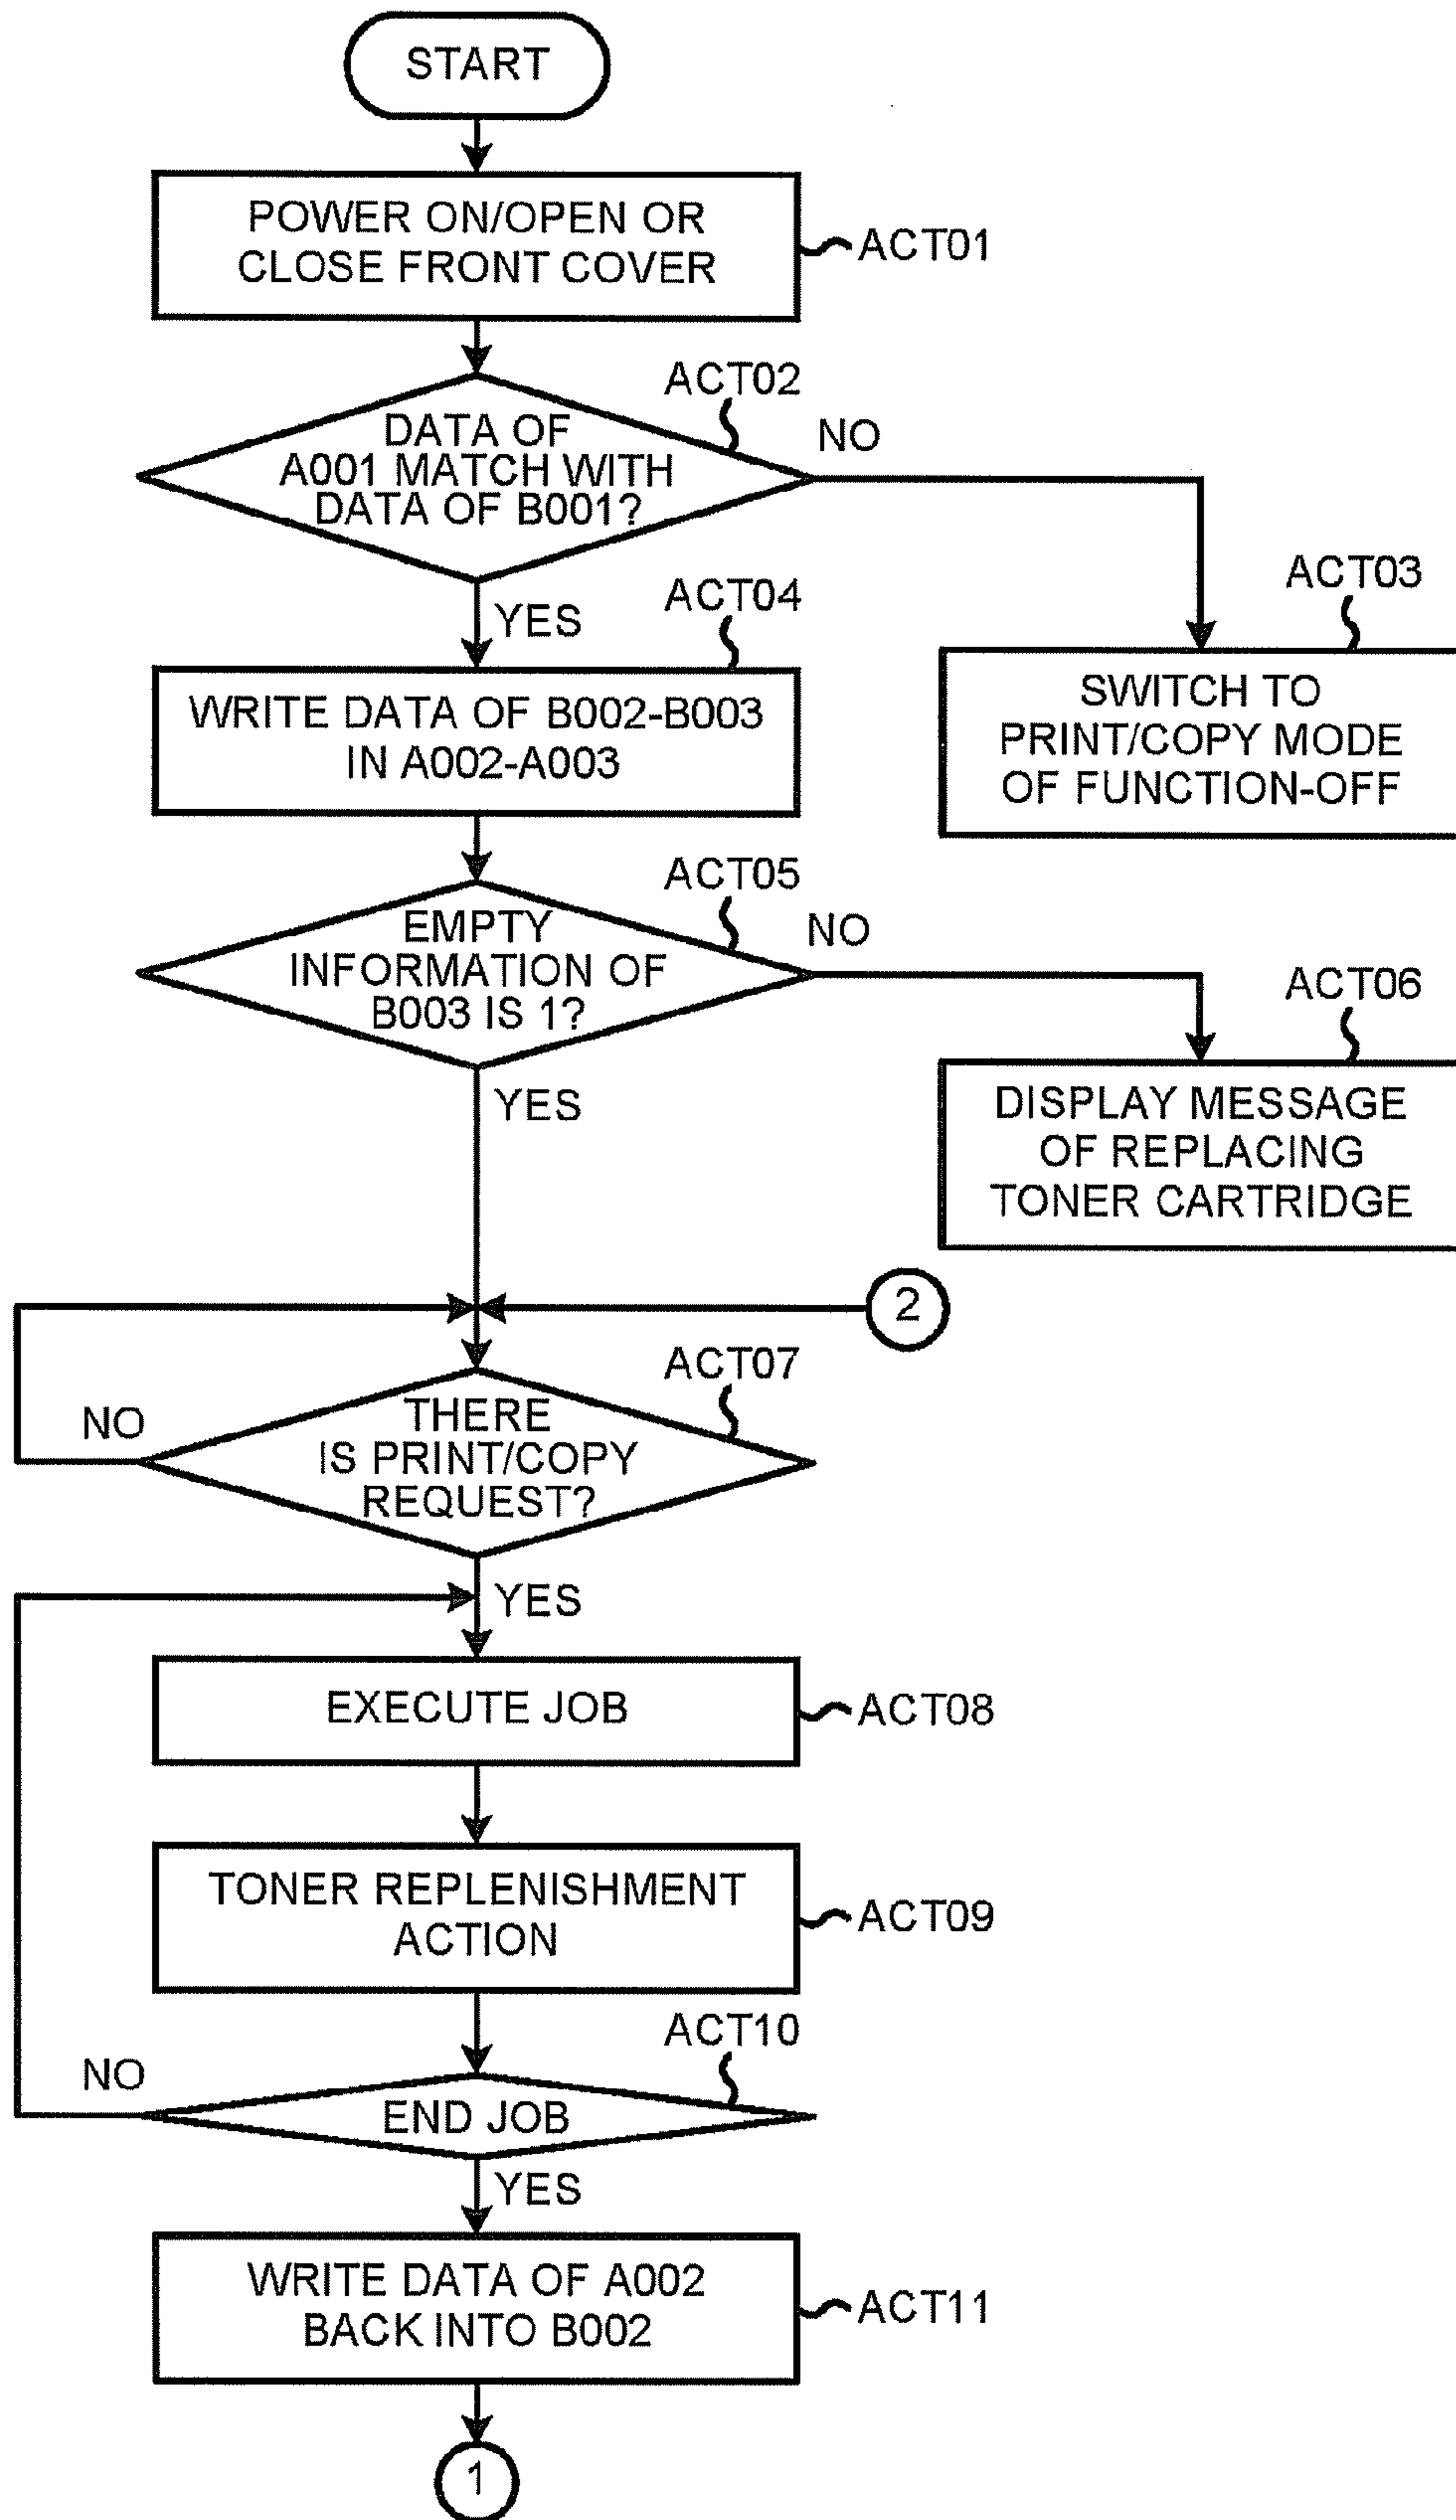 START
POWER ON/OPEN OR
CLOSE FRONT COVER
ACT01
ACT02
DATA OF
A001 MATCH WITH
DATA OF B001?
NO
YES
ACT03
SWITCH TO
PRINT/COPY MODE
OF FUNCTION-OFF
ACT04
WRITE DATA OF B002-B003
IN A002-A003
ACT05
EMPTY
INFORMATION OF
B003 IS 1?
NO
YES
ACT06
DISPLAY MESSAGE
OF REPLACING
TONER CARTRIDGE
2
ACT07
THERE
IS PRINT/COPY
REQUEST?
NO
YES
EXECUTE JOB
ACT08
TONER REPLENISHMENT
ACTION
ACT09
ACT10
END JOB
NO
YES
WRITE DATA OF A002
BACK INTO B002
ACT11
1